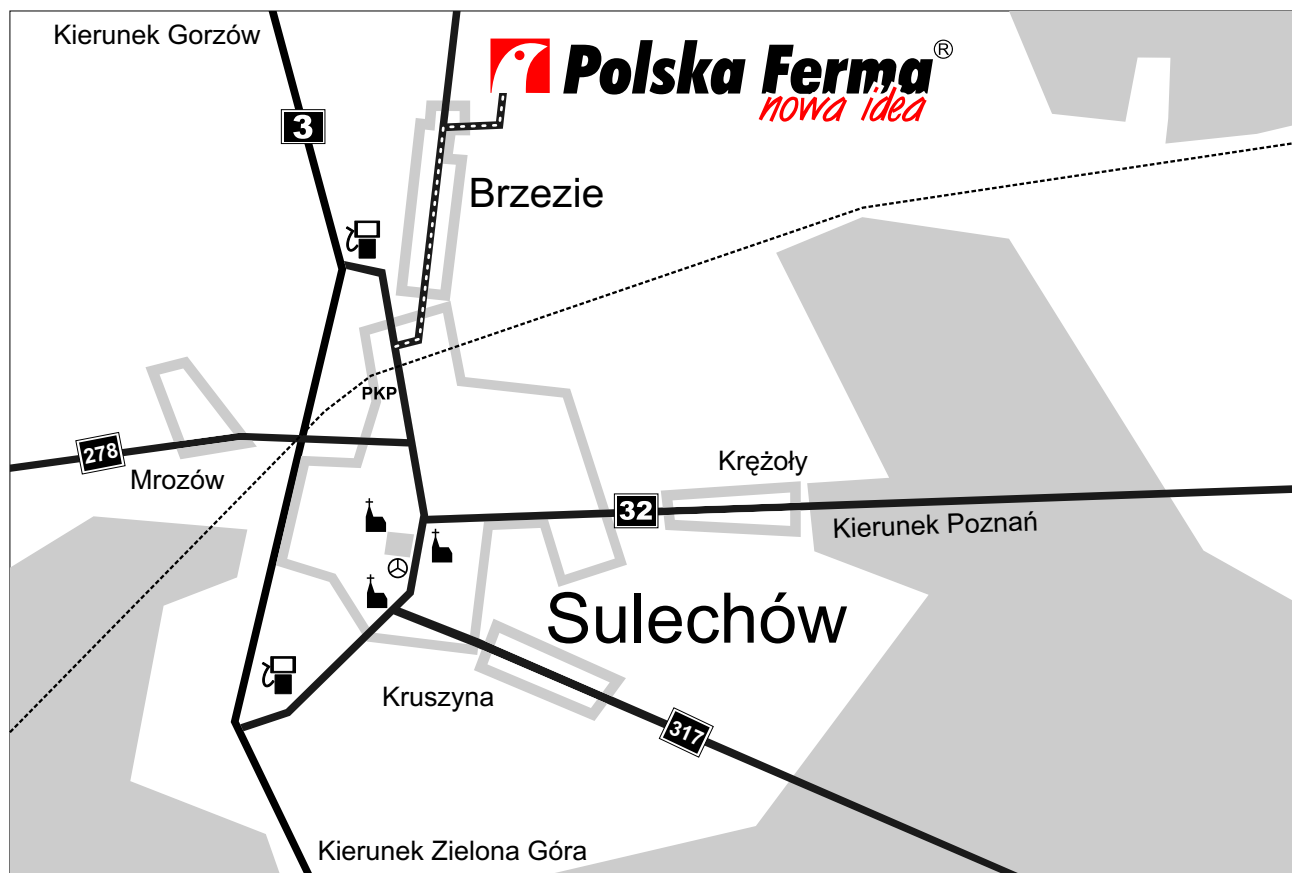 Kierunek Gorzów
Polska Ferma®
nowa idea
3
Brzezie
PKP
278
Mrozów
Krężoły
32
Kierunek Poznań
Sulechów
Kruszyna
317
Kierunek Zielona Góra